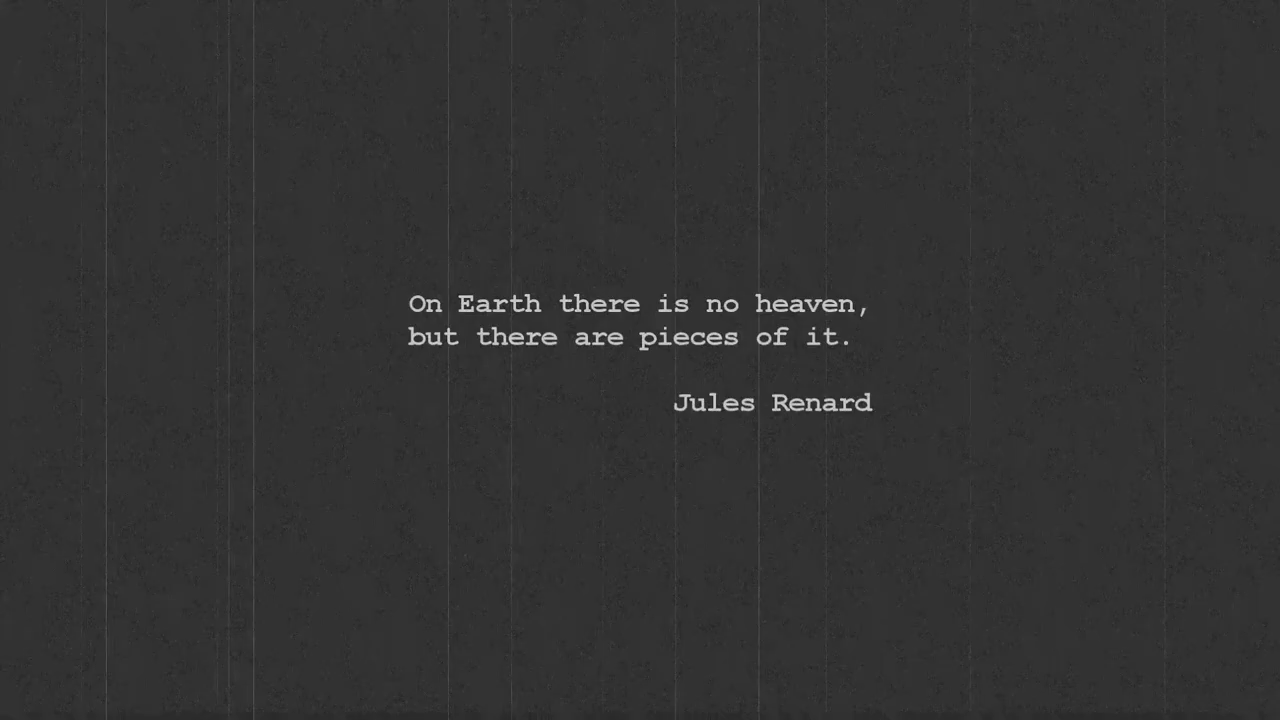 On Earth there is no heaven,
but there are pieces of it.
Jules Renard